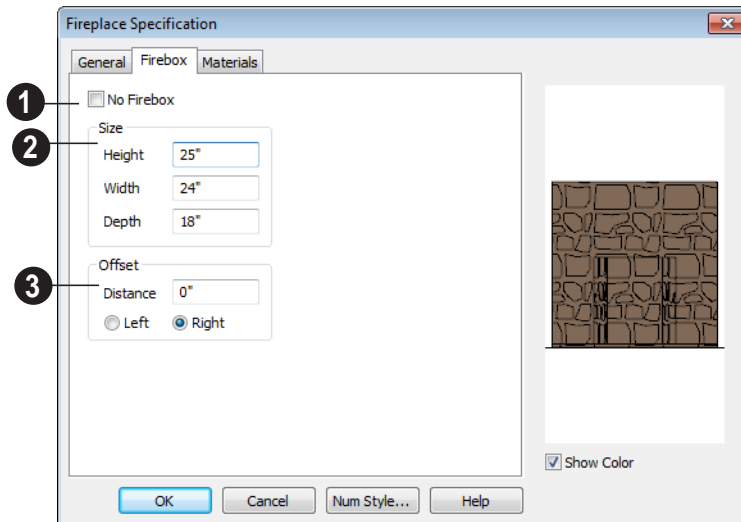 Fireplace Specification
General Firebox Materials
1 No Firebox
2 Size
Height 25"
Width 24"
Depth 18"
Offset
3 Distance 0"
Left Right
Show Color
OK Cancel Num Style... Help